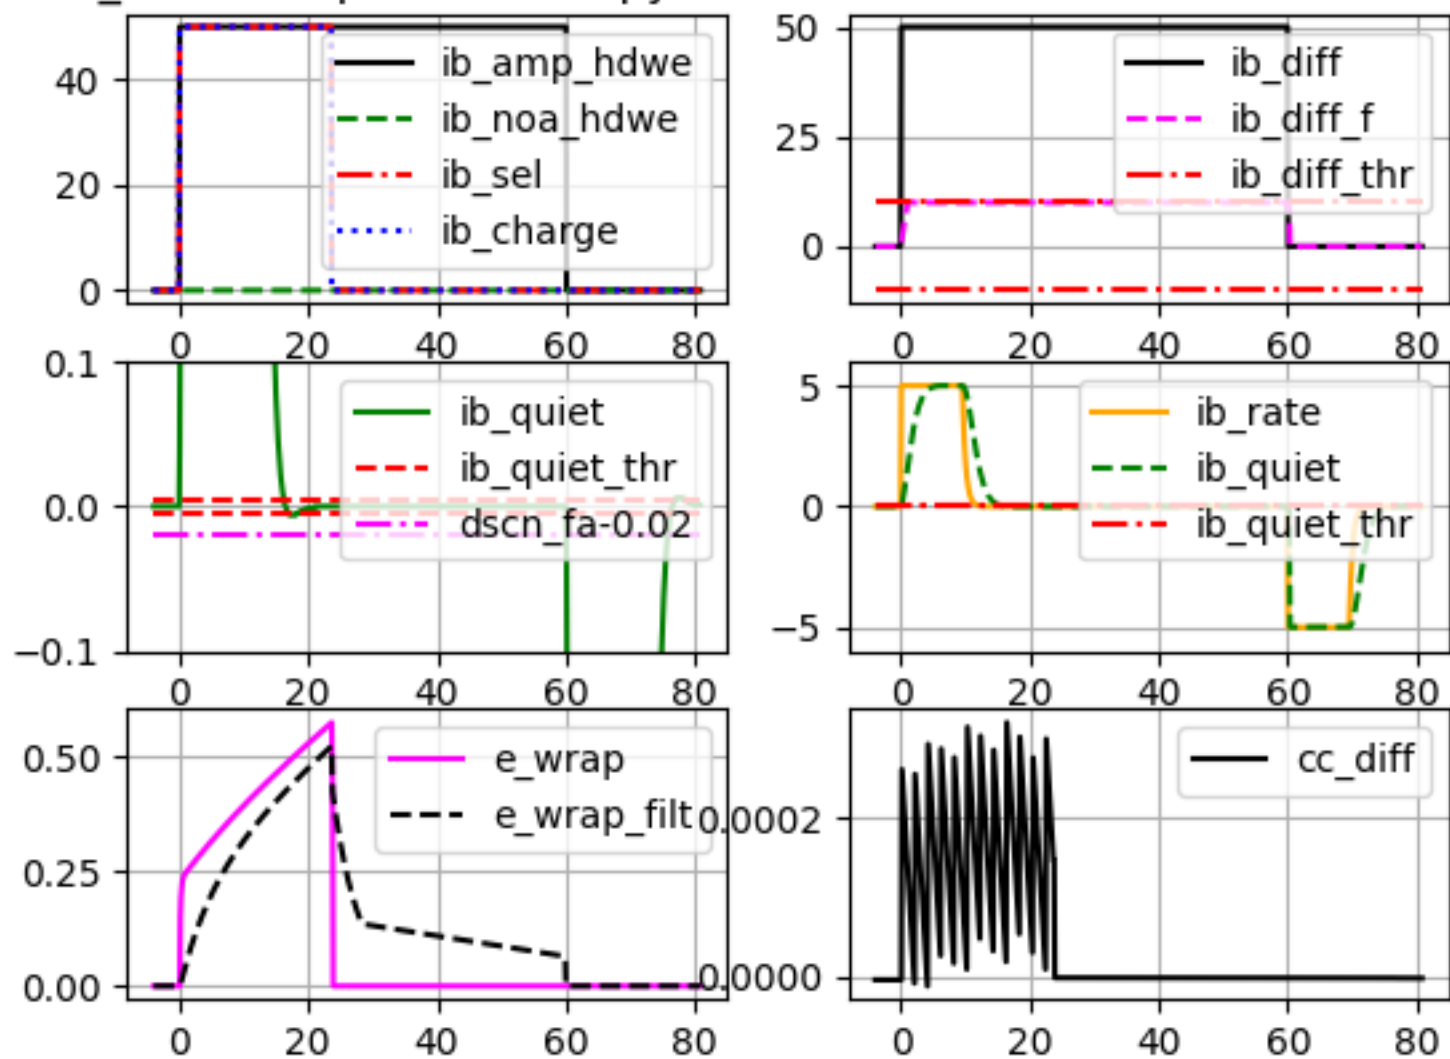 40
20
0
ib_amp_hdwe
ib_noa_hdwe
ib_sel
ib_charge
0 20 40 60 80
50
25
0
ib_diff
ib_diff_f
ib_diff_thr
0 20 40 60 80
0.1
0.0
−0.1
ib_quiet
ib_quiet_thr
dscn_fa-0.02
0 20 40 60 80
5
0
−5
ib_rate
ib_quiet
ib_quiet_thr
0 20 40 60 80
0.50
0.25
0.00
e_wrap
e_wrap_filt
0 20 40 60 80
0.0002
0.0000
cc_diff
0 20 40 60 80